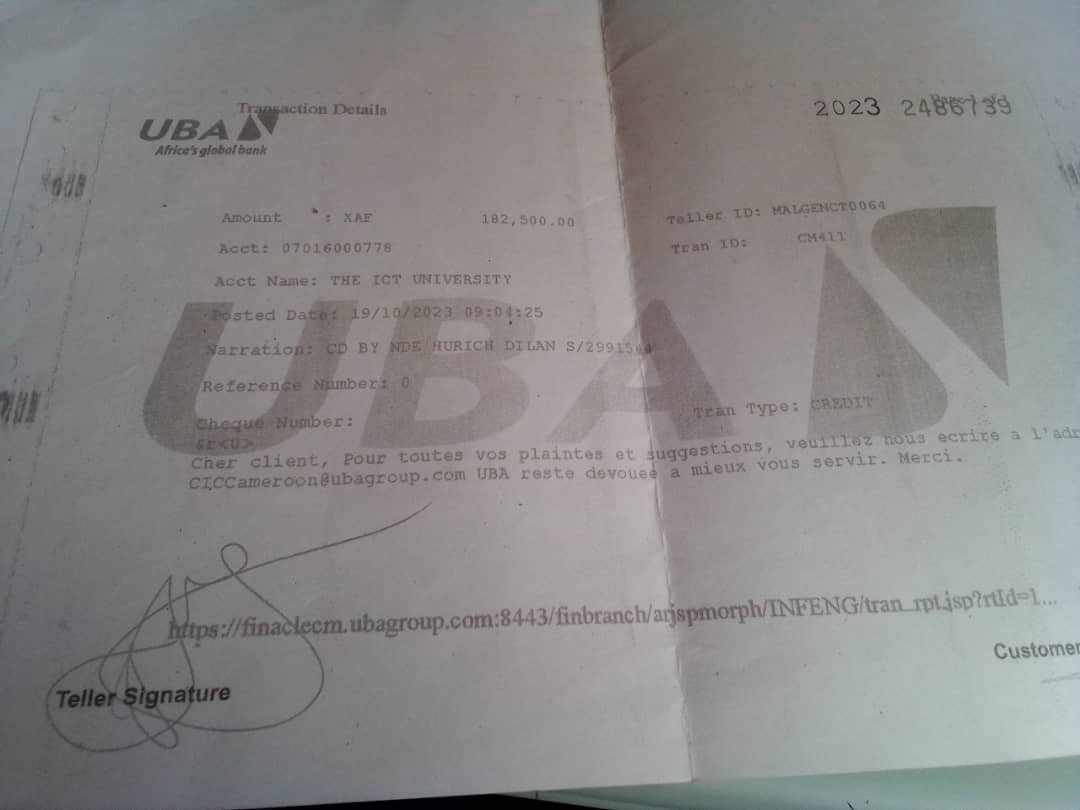 Transaction Details
2023 2486739
UBA
Africa's global bank
Amount : XAF 182,500.00
Teller ID: MALGENCT0064
Acct: 07016000778
Tran ID: CM411
Acct Name: THE ICT UNIVERSITY
Posted Date: 19/10/2023 09:04:25
Narration: CD BY NDE HURICH DILAN
Reference Number: 0
Tran Type: CREDIT
Cheque Number:
Cher client, Pour toutes vos plaintes et suggestions, veuillez nous ecrire a
CICCameroon@ubagroup.com UBA reste devouee a mieux vous servir. Merci.
UBA
https://finaclecm.ubagroup.com:8443/finbranch/arjspmorph/INFENG/tran_rpt.jsp?rtId=1...
Customer
Teller Signature